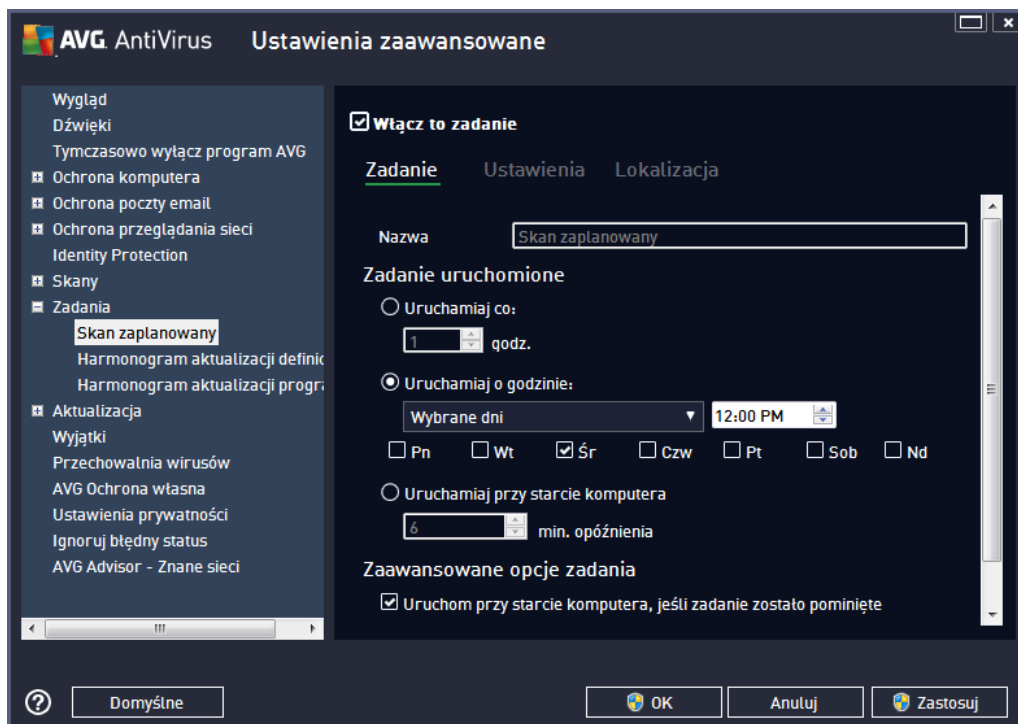 AVG. AntiVirus Ustawienia zaawansowane
Wygląd
Dźwięki
Tymczasowo wyłącz program AVG
Ochrona komputera
Ochrona poczty email
Ochrona przeglądania sieci
Identity Protection
Skany
Zadania
Skan zaplanowany
Harmonogram aktualizacji definic
Harmonogram aktualizacji progra
Aktualizacja
Wyjątki
Przechowalnia wirusów
AVG Ochrona własna
Ustawienia prywatności
Ignoruj błędny status
AVG Advisor - Znane sieci
Włącz to zadanie
Zadanie Ustawienia Lokalizacja
Nazwa Skan zaplanowany
Zadanie uruchomione
Uruchamiaj co:
1 godz.
Uruchamiaj o godzinie:
Wybrane dni 12:00 PM
Pn Wt Śr Czw Pt Sob Nd
Uruchamiaj przy starcie komputera
6 min. opóźnienia
Zaawansowane opcje zadania
Uruchom przy starcie komputera, jeśli zadanie zostało pominięte
? Domyślne OK Anuluj Zastosuj